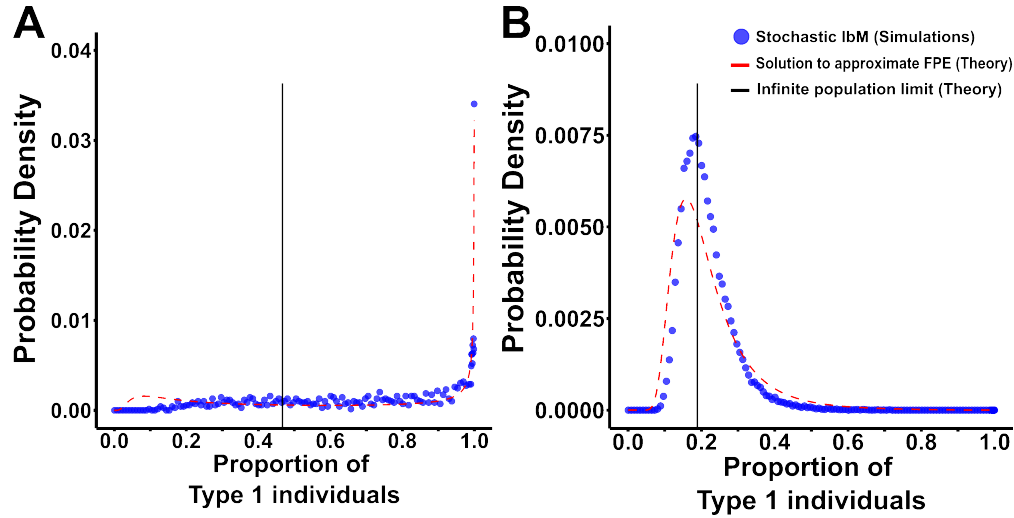 A
Probability Density
0.04
0.03
0.02
0.01
0.00
0.0 0.2 0.4 0.6 0.8 1.0
Proportion of
Type 1 individuals
B
Probability Density
0.0100
0.0075
0.0050
0.0025
0.0000
0.0 0.2 0.4 0.6 0.8 1.0
Proportion of
Type 1 individuals
Stochastic IbM (Simulations)
Solution to approximate FPE (Theory)
Infinite population limit (Theory)